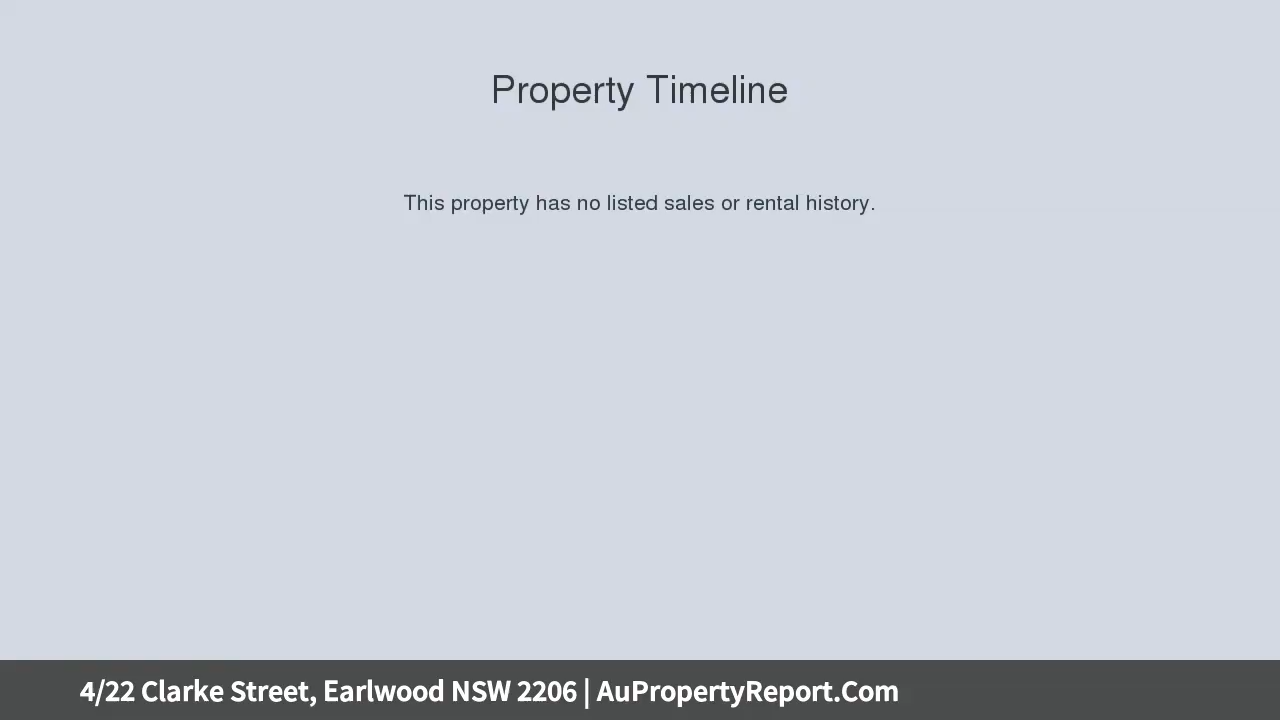 Property Timeline
This property has no listed sales or rental history.
4/22 Clarke Street, Earlwood NSW 2206 | AuPropertyReport.Com